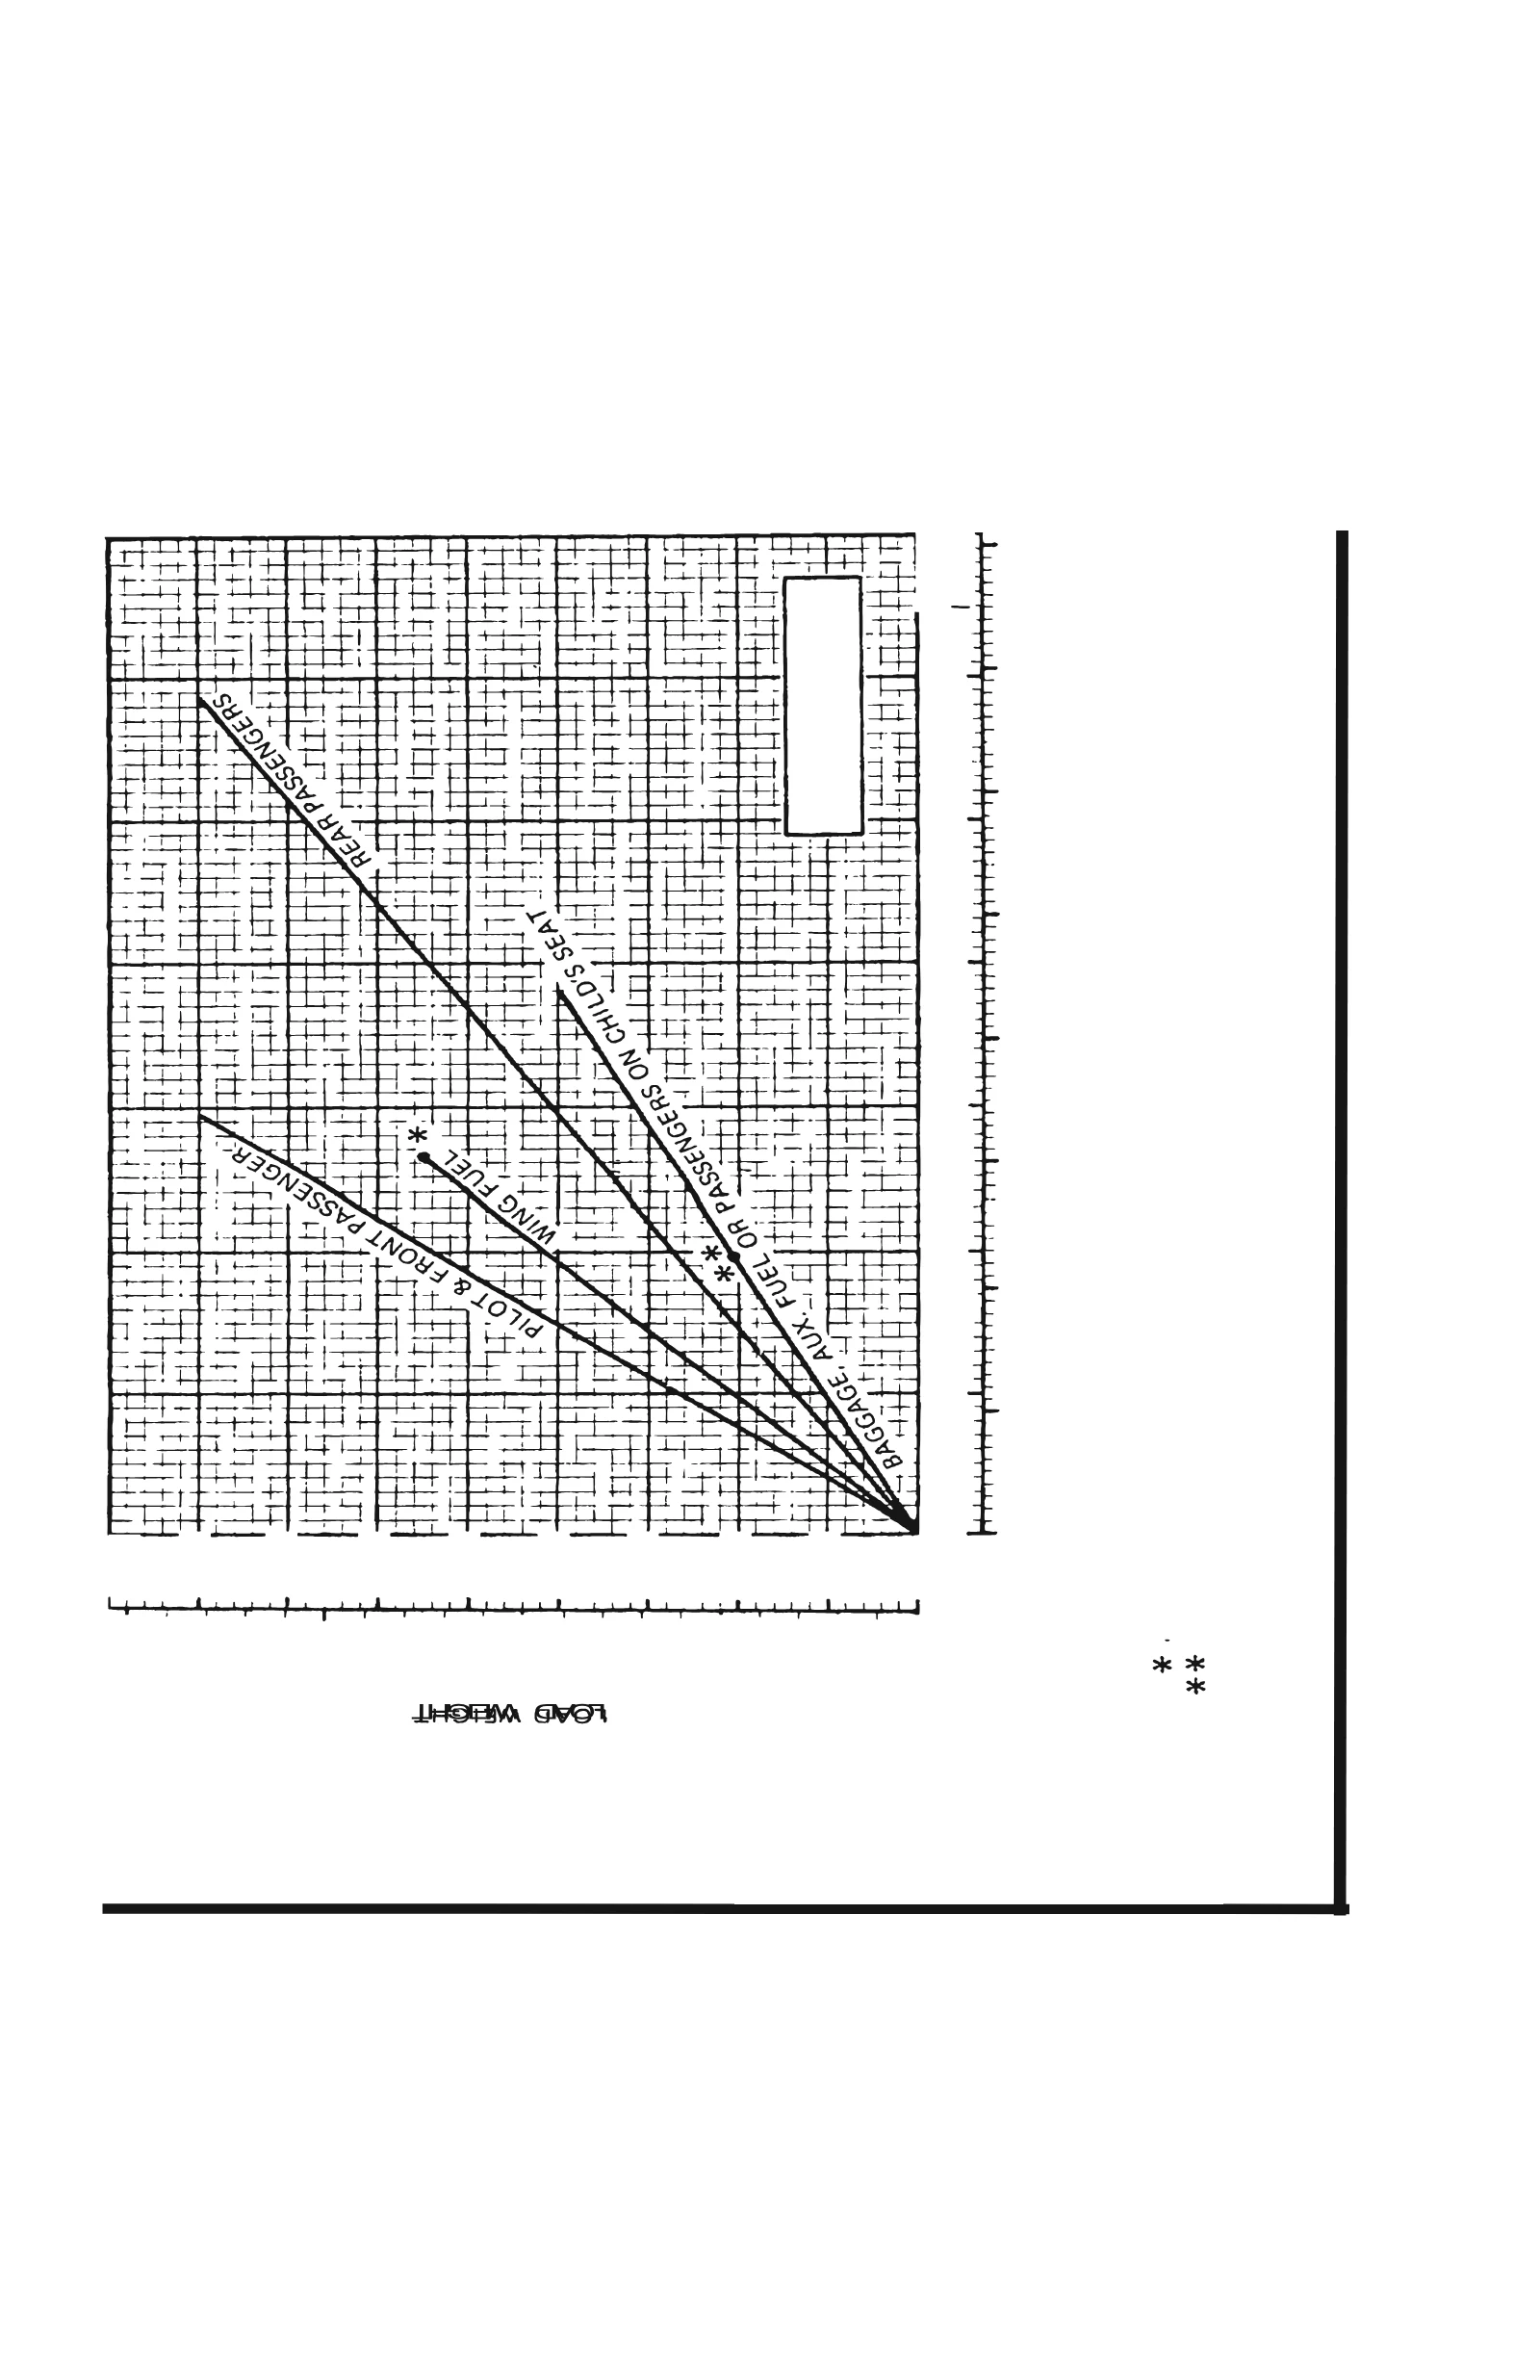 REAR PASSENGERS
BAGGAGE, AUX. FUEL OR PASSENGERS ON CHILD'S SEAT
*
WING FUEL
PILOT & FRONT PASSENGER
**
LOAD WEIGHT
*
**